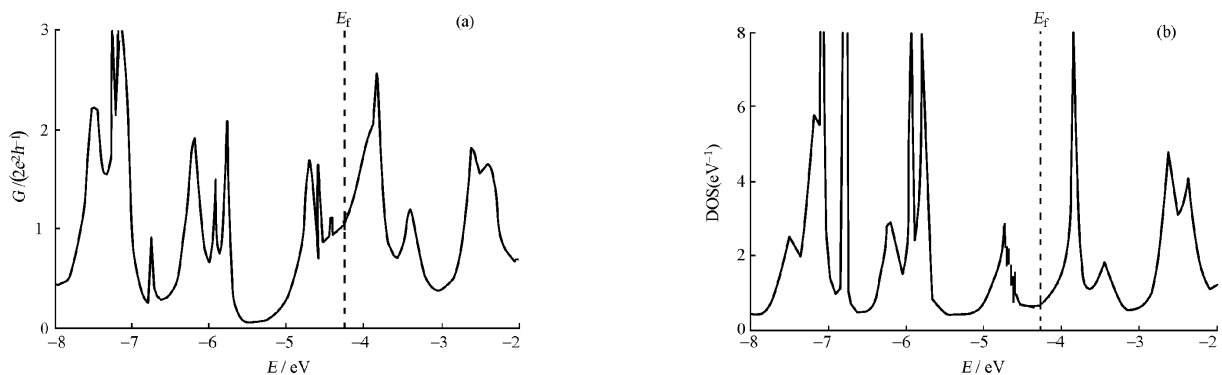 (a)
E_f
3
2
1
0
G/(2e²h⁻¹)
−8 −7 −6 −5 −4 −3 −2
E / eV
(b)
E_f
8
6
4
2
0
DOS(eV⁻¹)
−8 −7 −6 −5 −4 −3 −2
E / eV